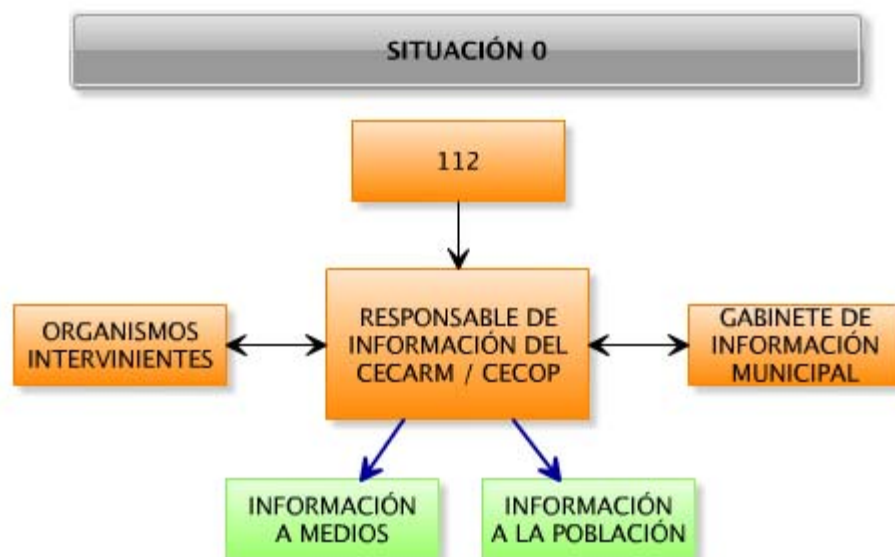 SITUACIÓN 0
112
ORGANISMOS
INTERVINIENTES
RESPONSABLE DE
INFORMACIÓN DEL
CECARM / CECOP
GABINETE DE
INFORMACIÓN
MUNICIPAL
INFORMACIÓN
A MEDIOS
INFORMACIÓN
A LA POBLACIÓN